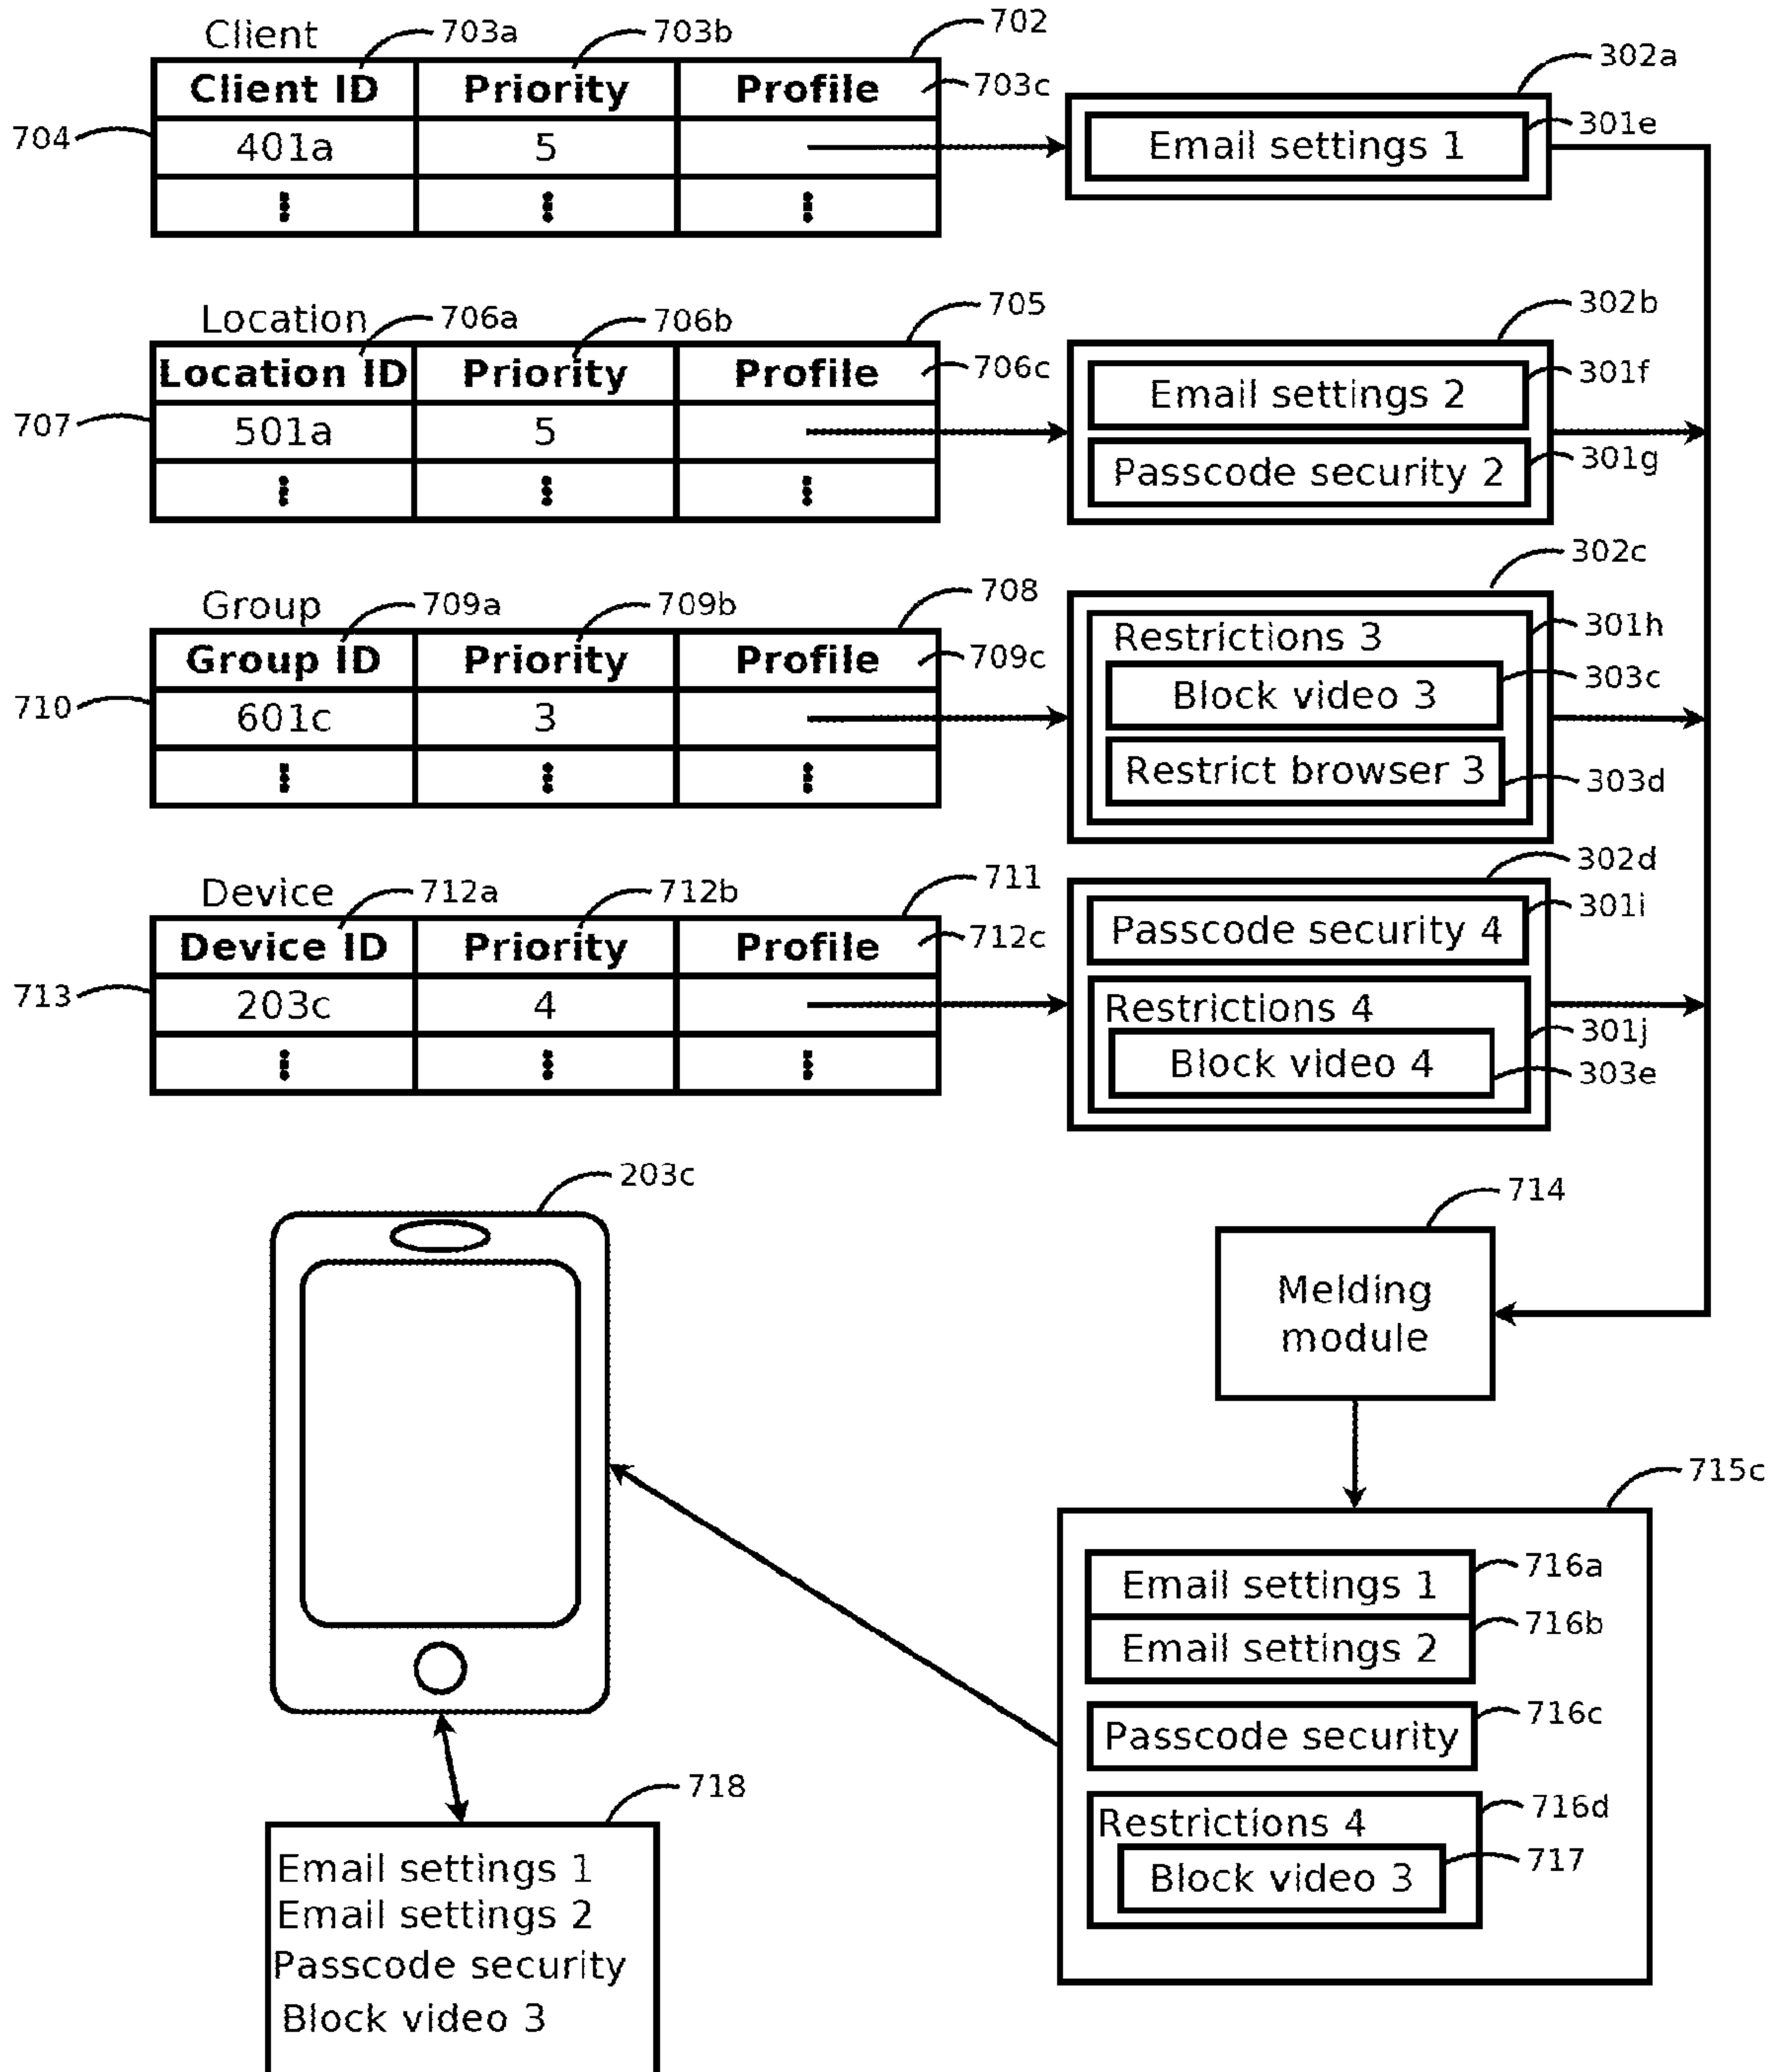 Client 703a 703b 702
Client ID Priority Profile 703c
704 401a 5
302a
Email settings 1 301e
Location 706a 706b 705
Location ID Priority Profile 706c
707 501a 5
302b
Email settings 2 301f
Passcode security 2 301g
Group 709a 709b 708
Group ID Priority Profile 709c
710 601c 3
302c
Restrictions 3 301h
Block video 3 303c
Restrict browser 3 303d
Device 712a 712b 711
Device ID Priority Profile 712c
713 203c 4
302d
Passcode security 4 301i
Restrictions 4 301j
Block video 4 303e
203c
714
Melding
module
715c
Email settings 1 716a
Email settings 2 716b
Passcode security 716c
Restrictions 4 716d
Block video 3 717
718
Email settings 1
Email settings 2
Passcode security
Block video 3